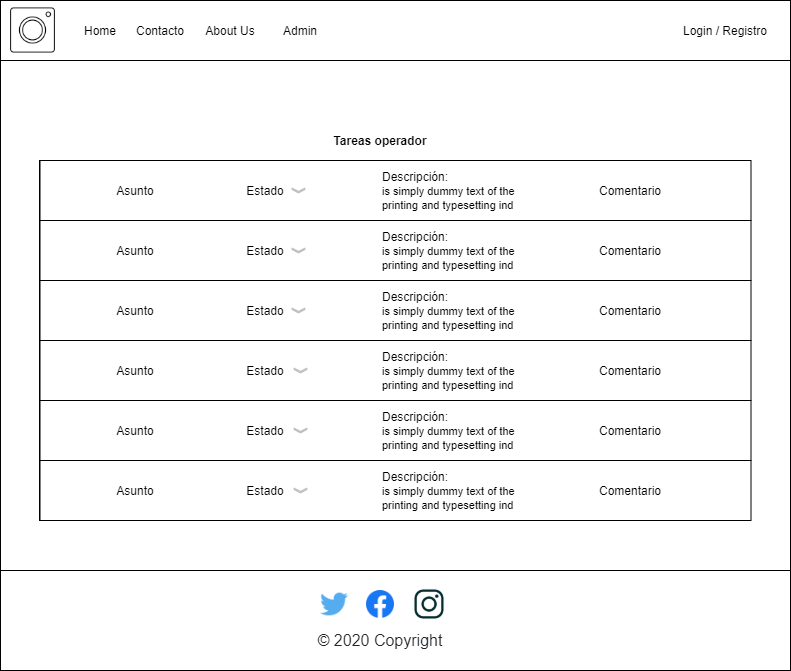 Home Contacto About Us Admin Login / Registro
Tareas operador
Asunto Estado Descripción: Comentario
is simply dummy text of the
printing and typesetting ind
Asunto Estado Descripción: Comentario
is simply dummy text of the
printing and typesetting ind
Asunto Estado Descripción: Comentario
is simply dummy text of the
printing and typesetting ind
Asunto Estado Descripción: Comentario
is simply dummy text of the
printing and typesetting ind
Asunto Estado Descripción: Comentario
is simply dummy text of the
printing and typesetting ind
Asunto Estado Descripción: Comentario
is simply dummy text of the
printing and typesetting ind
© 2020 Copyright